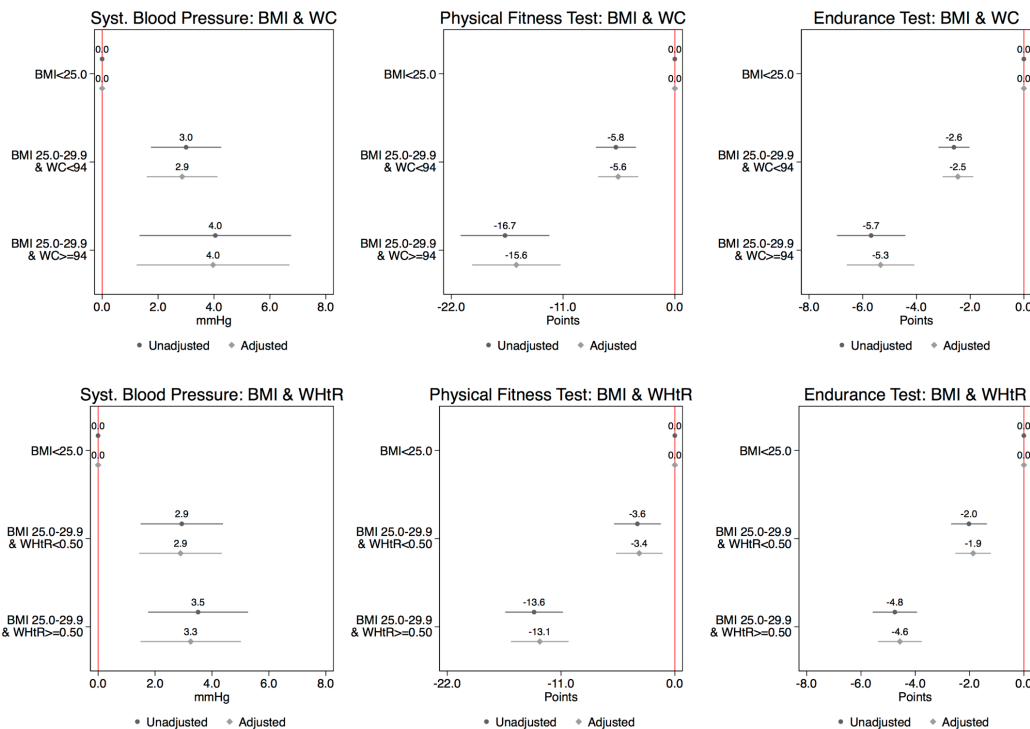 Syst. Blood Pressure: BMI & WC
0.0
BMI<25.0
0.0
3.0
BMI 25.0-29.9
& WC<94
2.9
4.0
BMI 25.0-29.9
& WC>=94
4.0
0.0 2.0 4.0 6.0 8.0
mmHg
Unadjusted Adjusted
Physical Fitness Test: BMI & WC
0.0
BMI<25.0
0.0
-5.8
BMI 25.0-29.9
& WC<94
-5.6
-16.7
BMI 25.0-29.9
& WC>=94
-15.6
-22.0 -11.0 0.0
Points
Unadjusted Adjusted
Endurance Test: BMI & WC
0.0
BMI<25.0
0.0
-2.6
BMI 25.0-29.9
& WC<94
-2.5
-5.7
BMI 25.0-29.9
& WC>=94
-5.3
-8.0 -6.0 -4.0 -2.0 0.0
Points
Unadjusted Adjusted
Syst. Blood Pressure: BMI & WHtR
0.0
BMI<25.0
0.0
2.9
BMI 25.0-29.9
& WHtR<0.50
2.9
3.5
BMI 25.0-29.9
& WHtR>=0.50
3.3
0.0 2.0 4.0 6.0 8.0
mmHg
Unadjusted Adjusted
Physical Fitness Test: BMI & WHtR
0.0
BMI<25.0
0.0
-3.6
BMI 25.0-29.9
& WHtR<0.50
-3.4
-13.6
BMI 25.0-29.9
& WHtR>=0.50
-13.1
-22.0 -11.0 0.0
Points
Unadjusted Adjusted
Endurance Test: BMI & WHtR
0.0
BMI<25.0
0.0
-2.0
BMI 25.0-29.9
& WHtR<0.50
-1.9
-4.8
BMI 25.0-29.9
& WHtR>=0.50
-4.6
-8.0 -6.0 -4.0 -2.0 0.0
Points
Unadjusted Adjusted